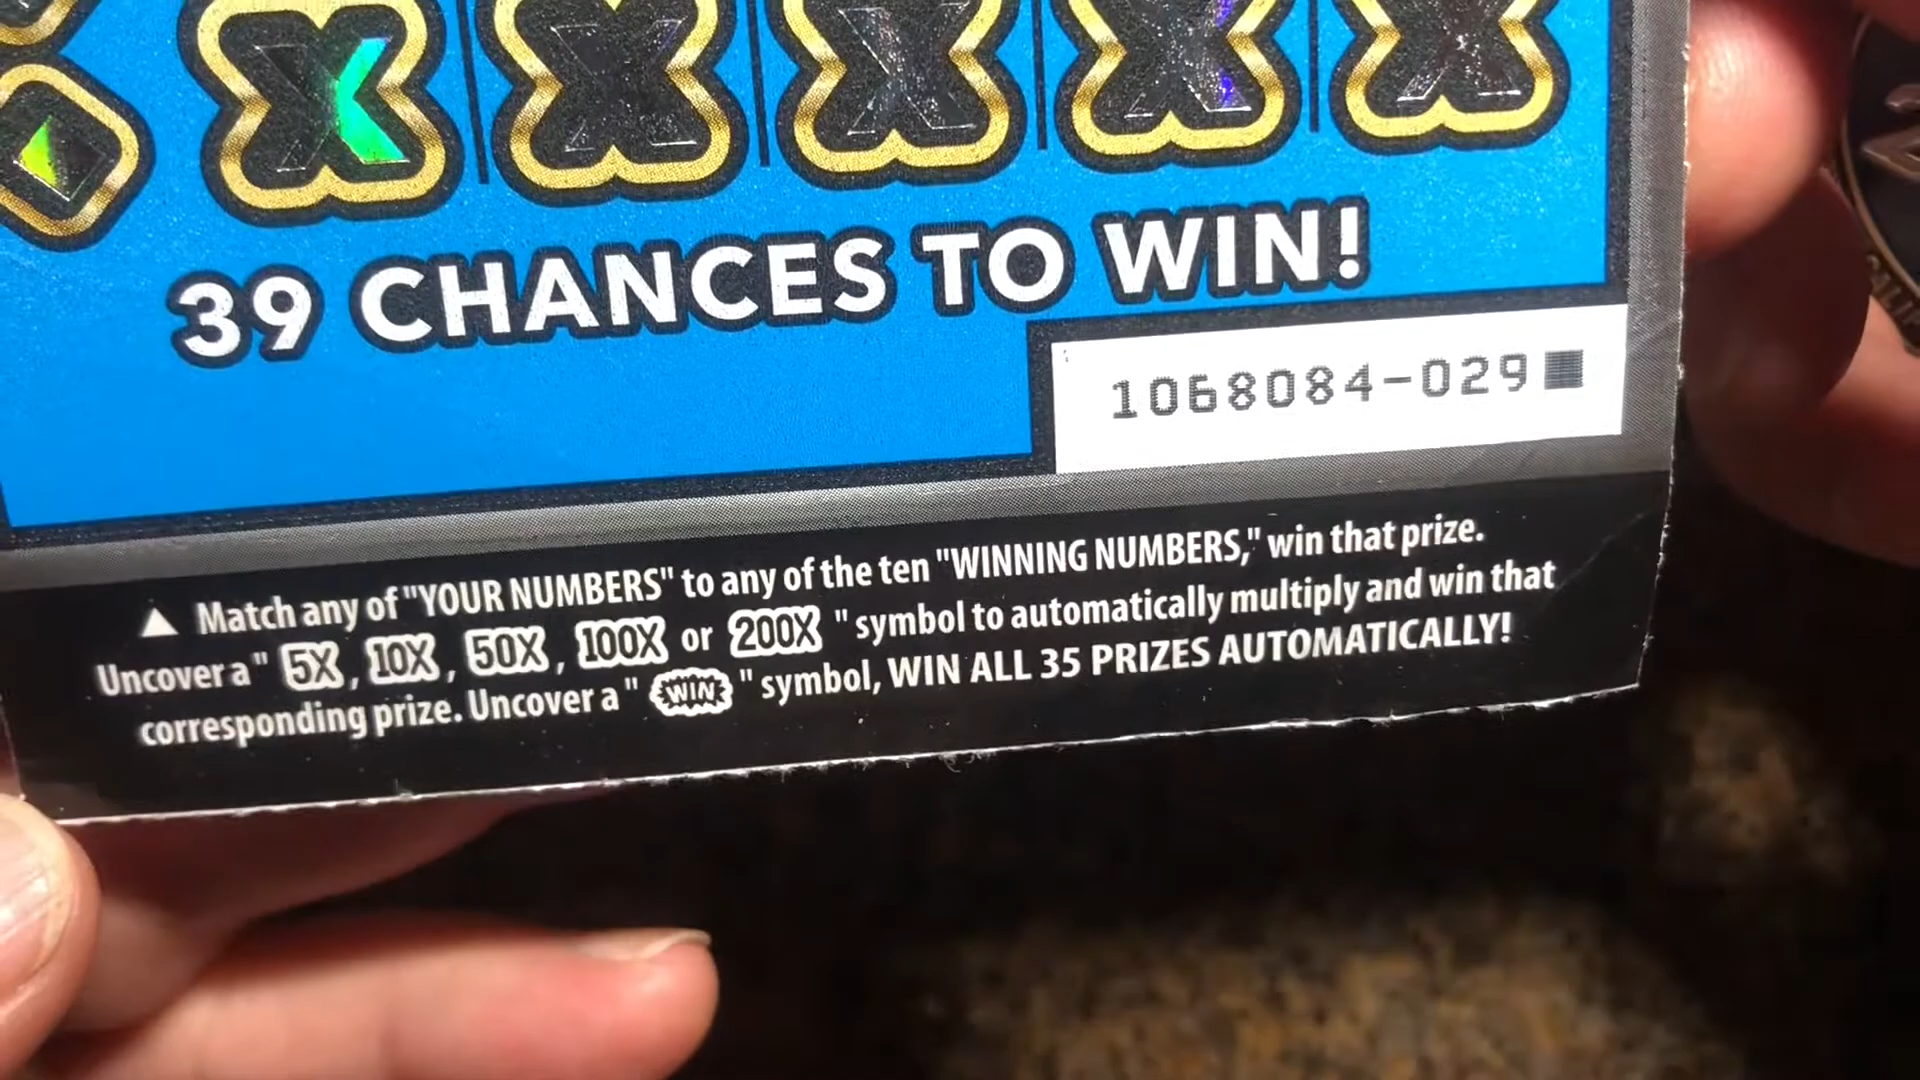 39 CHANCES TO WIN!
1068084-029
▲ Match any of "YOUR NUMBERS" to any of the ten "WINNING NUMBERS," win that prize.
Uncover a " 5X, 10X, 50X, 100X or 200X " symbol to automatically multiply and win that
corresponding prize. Uncover a " WIN " symbol, WIN ALL 35 PRIZES AUTOMATICALLY!